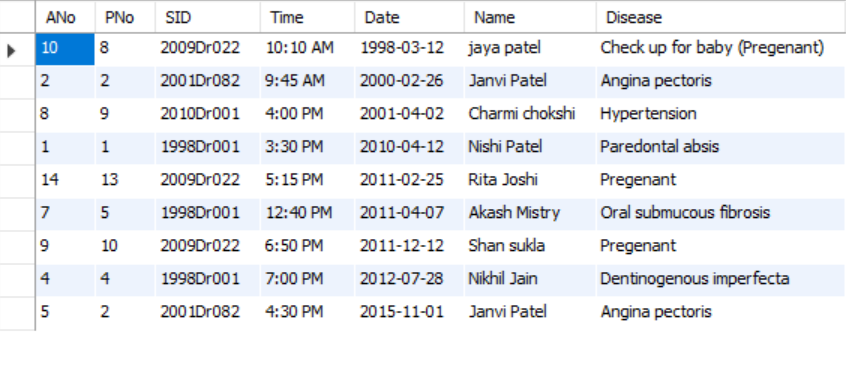 ANo PNo SID Time Date Name Disease
10 8 2009Dr022 10:10 AM 1998-03-12 jaya patel Check up for baby (Pregenant)
2 2 2001Dr082 9:45 AM 2000-02-26 Janvi Patel Angina pectoris
8 9 2010Dr001 4:00 PM 2001-04-02 Charmi chokshi Hypertension
1 1 1998Dr001 3:30 PM 2010-04-12 Nishi Patel Paredontal absis
14 13 2009Dr022 5:15 PM 2011-02-25 Rita Joshi Pregenant
7 5 1998Dr001 12:40 PM 2011-04-07 Akash Mistry Oral submucous fibrosis
9 10 2009Dr022 6:50 PM 2011-12-12 Shan sukla Pregenant
4 4 1998Dr001 7:00 PM 2012-07-28 Nikhil Jain Dentinogenous imperfecta
5 2 2001Dr082 4:30 PM 2015-11-01 Janvi Patel Angina pectoris